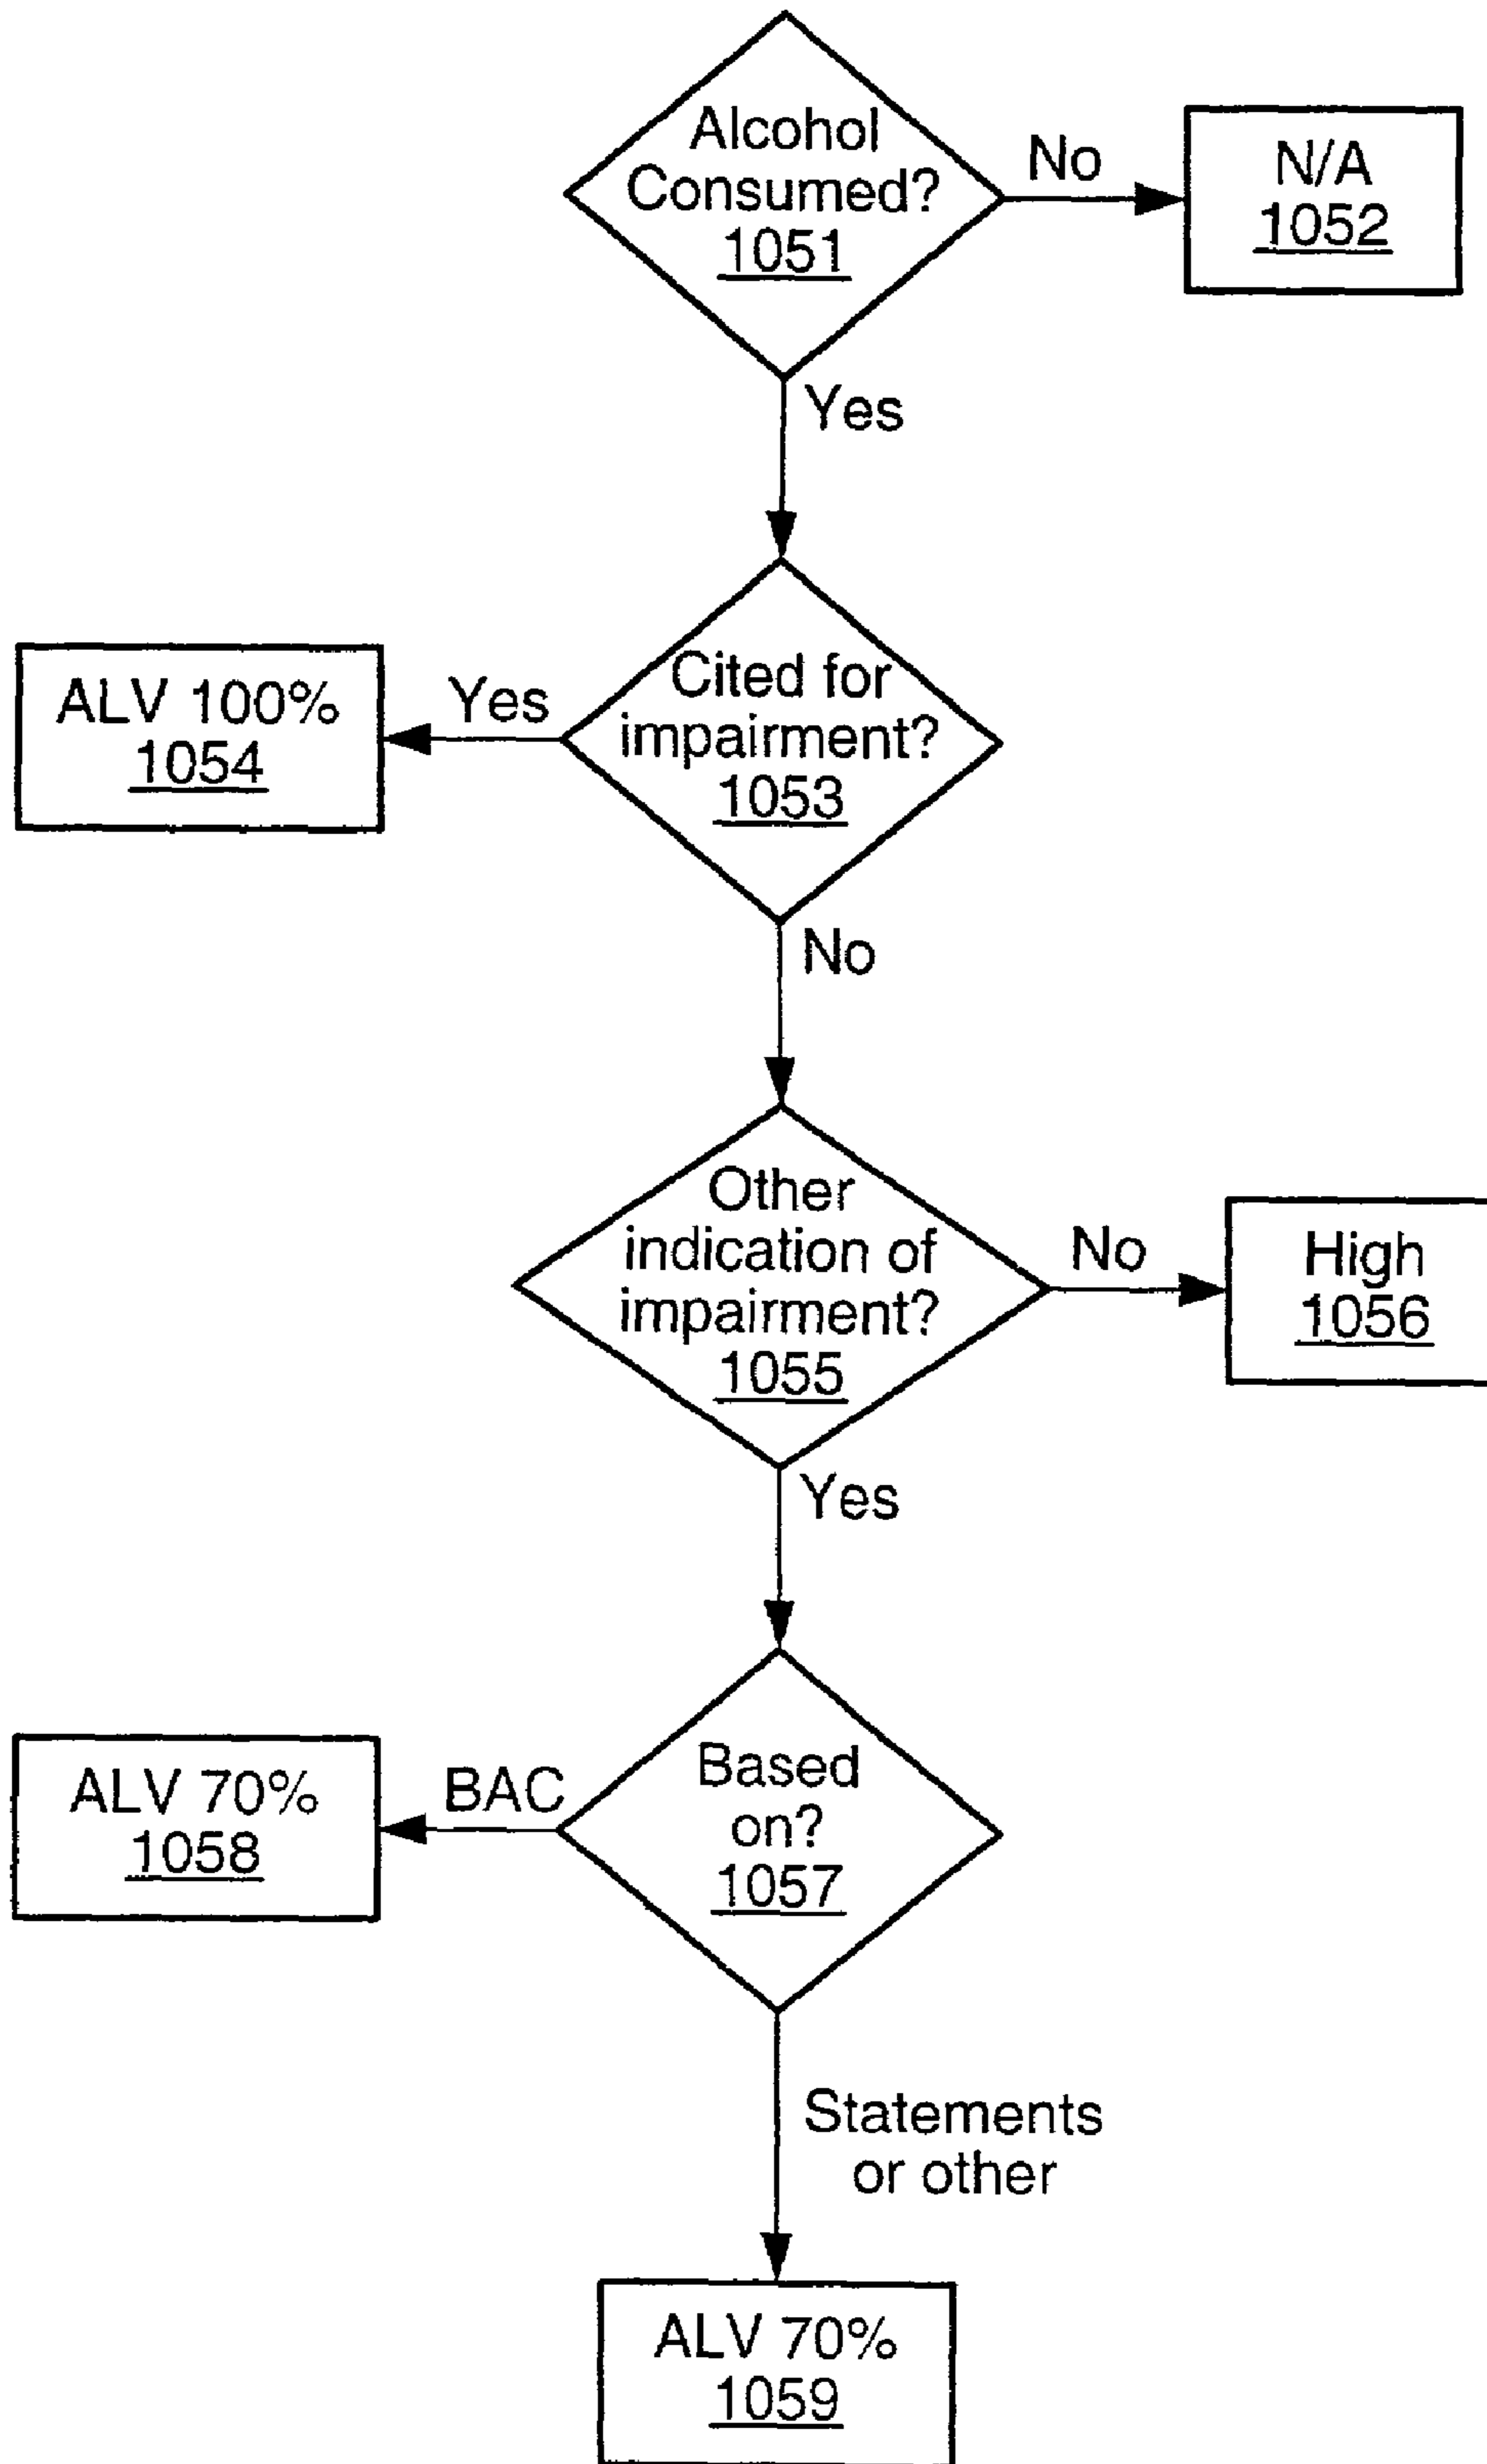 Alcohol
Consumed?
1051
No
N/A
1052
Yes
Cited for
impairment?
1053
Yes
ALV 100%
1054
No
Other
indication of
impairment?
1055
No
High
1056
Yes
Based
on?
1057
BAC
ALV 70%
1058
Statements
or other
ALV 70%
1059